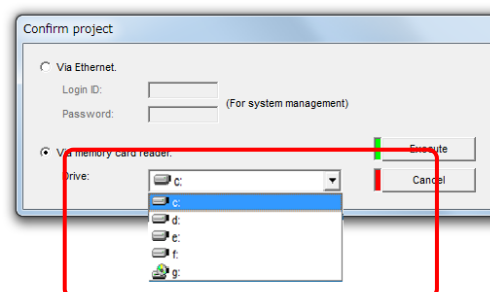 Confirm project
Via Ethernet.
Login ID:
Password:
(For system management)
Via memory card reader.
Execute
Drive:
c:
Cancel
c:
d:
e:
f:
g: